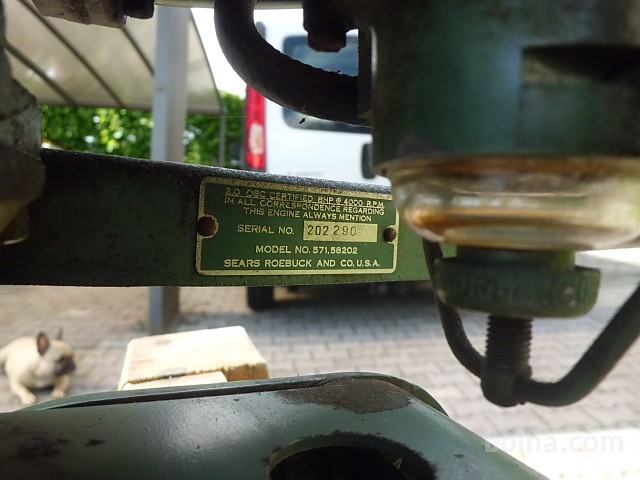 2.0 OBC CERTIFIED BHP @ 4000 R.P.M.
IN ALL CORRESPONDENCE REGARDING
THIS ENGINE ALWAYS MENTION
SERIAL NO. 202290
MODEL NO. 571.58202
SEARS ROEBUCK AND CO. U.S.A.
bolha.com